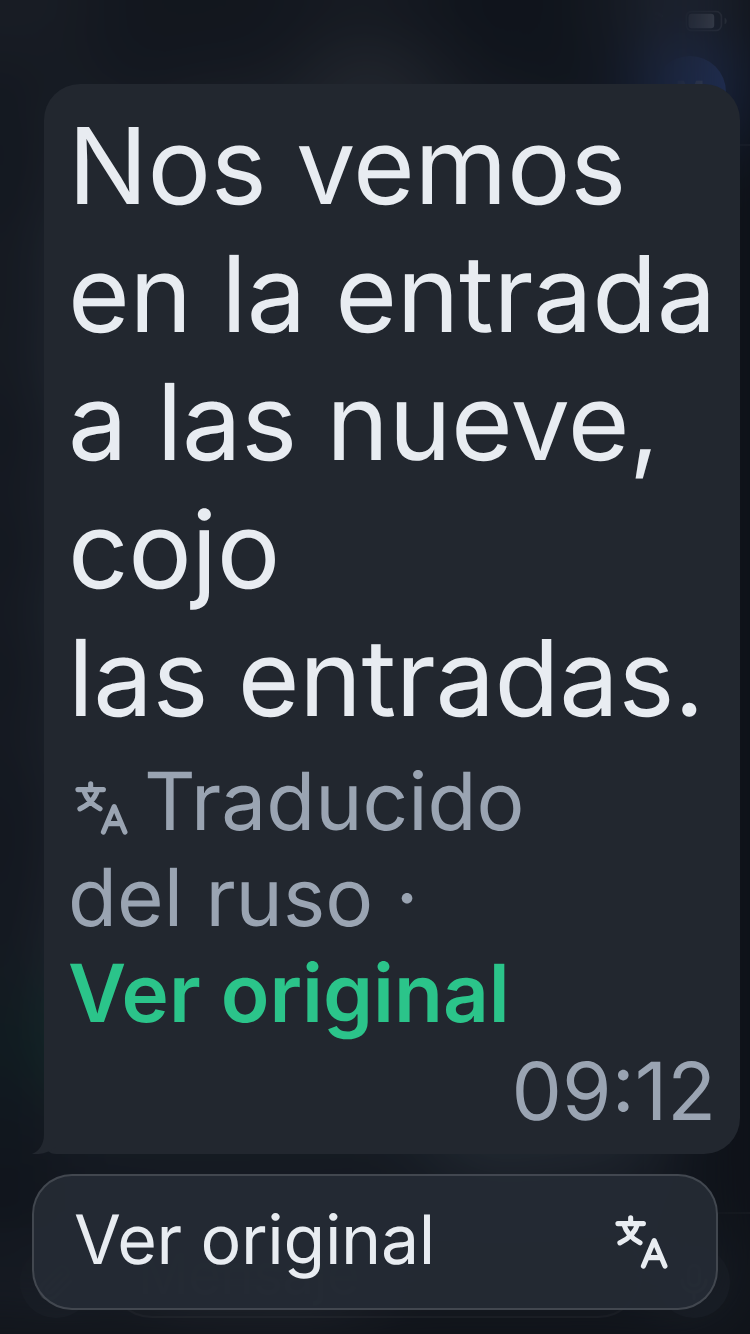 Nos vemos
en la entrada
a las nueve,
cojo
las entradas.
Traducido
del ruso ·
Ver original
09:12
Ver original